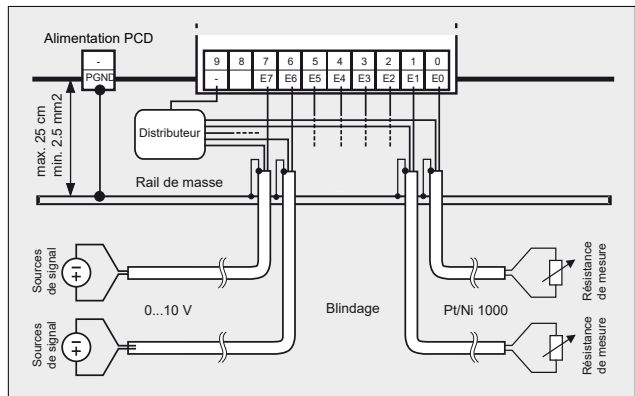 Alimentation PCD
-
PGND
9 8 7 6 5 4 3 2 1 0
- E7 E6 E5 E4 E3 E2 E1 E0
max. 25 cm
min. 2.5 mm2
Distributeur
Rail de masse
Sources
de signal
0...10 V
Blindage
Pt/Ni 1000
Résistance
de mesure
Sources
de signal
Résistance
de mesure